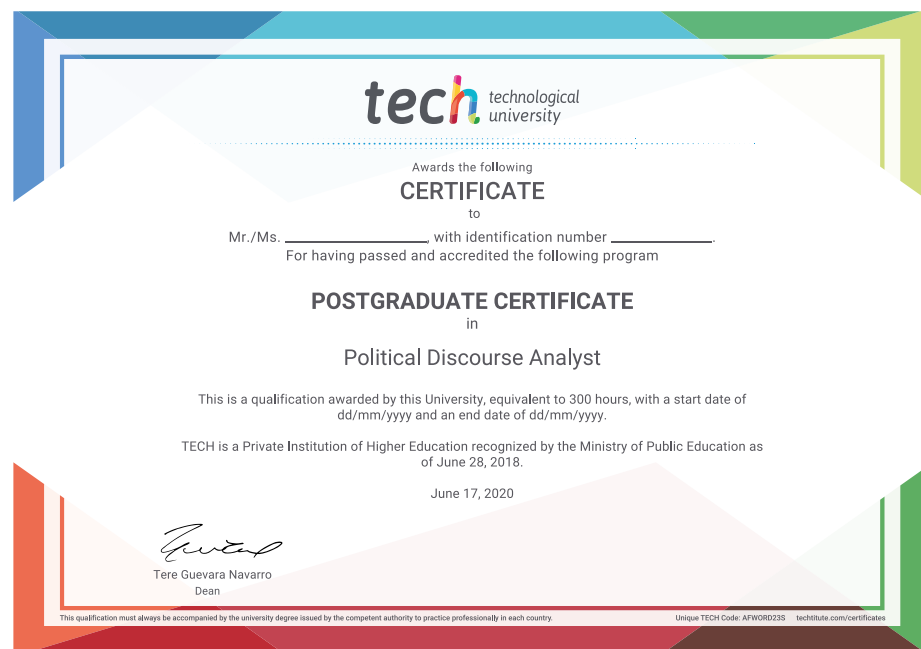 tech technological
university
Awards the following
CERTIFICATE
to
Mr./Ms. ____________________, with identification number ______________.
For having passed and accredited the following program
POSTGRADUATE CERTIFICATE
in
Political Discourse Analyst
This is a qualification awarded by this University, equivalent to 300 hours, with a start date of
dd/mm/yyyy and an end date of dd/mm/yyyy.
TECH is a Private Institution of Higher Education recognized by the Ministry of Public Education as
of June 28, 2018.
June 17, 2020
Tere Guevara Navarro
Dean
This qualification must always be accompanied by the university degree issued by the competent authority to practice professionally in each country. Unique TECH Code: AFWORD23S techtitute.com/certificates